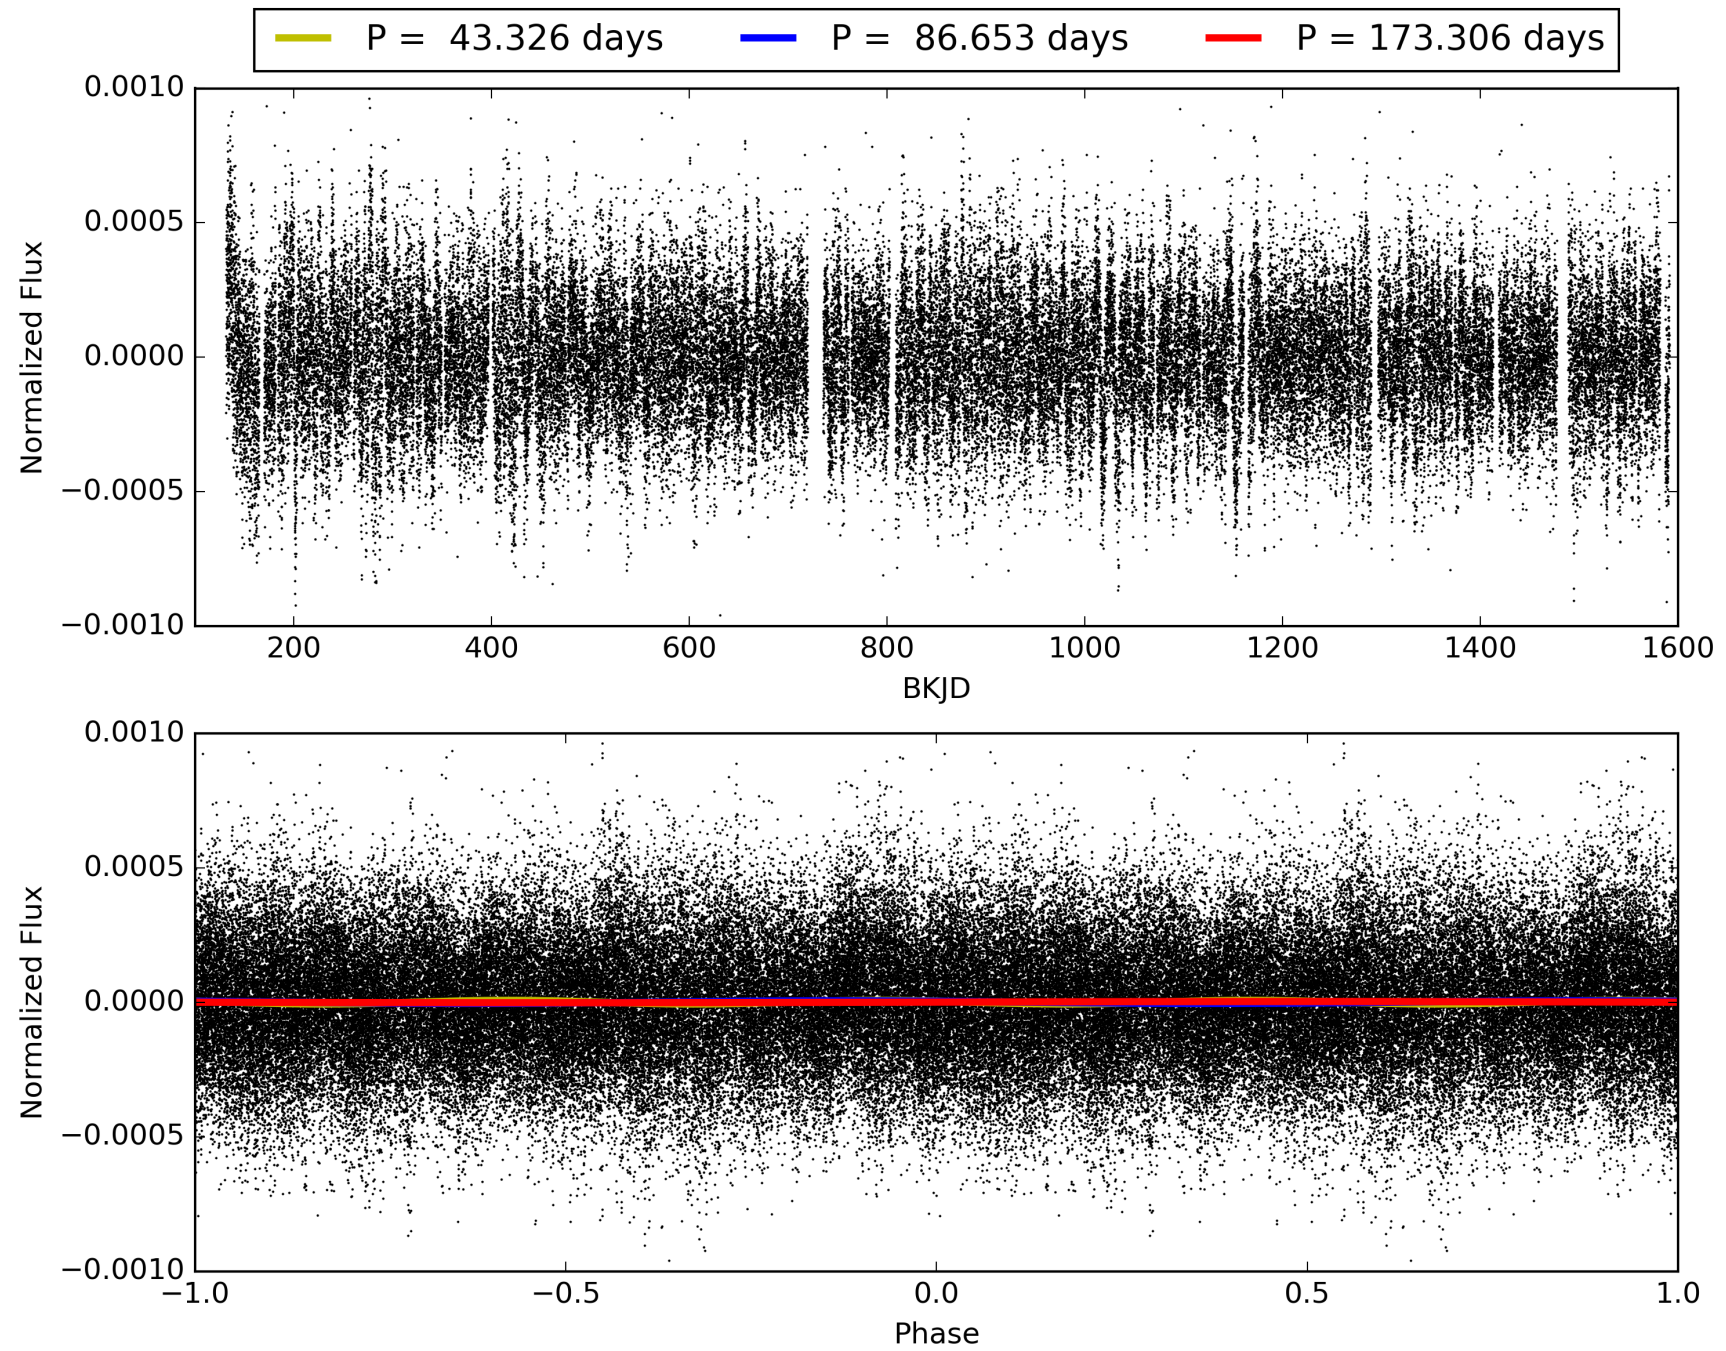 P = 43.326 days P = 86.653 days P = 173.306 days
0.0010
0.0005
0.0000
−0.0005
−0.0010
Normalized Flux
200 400 600 800 1000 1200 1400 1600
BKJD
0.0010
0.0005
0.0000
−0.0005
−0.0010
Normalized Flux
−1.0 −0.5 0.0 0.5 1.0
Phase